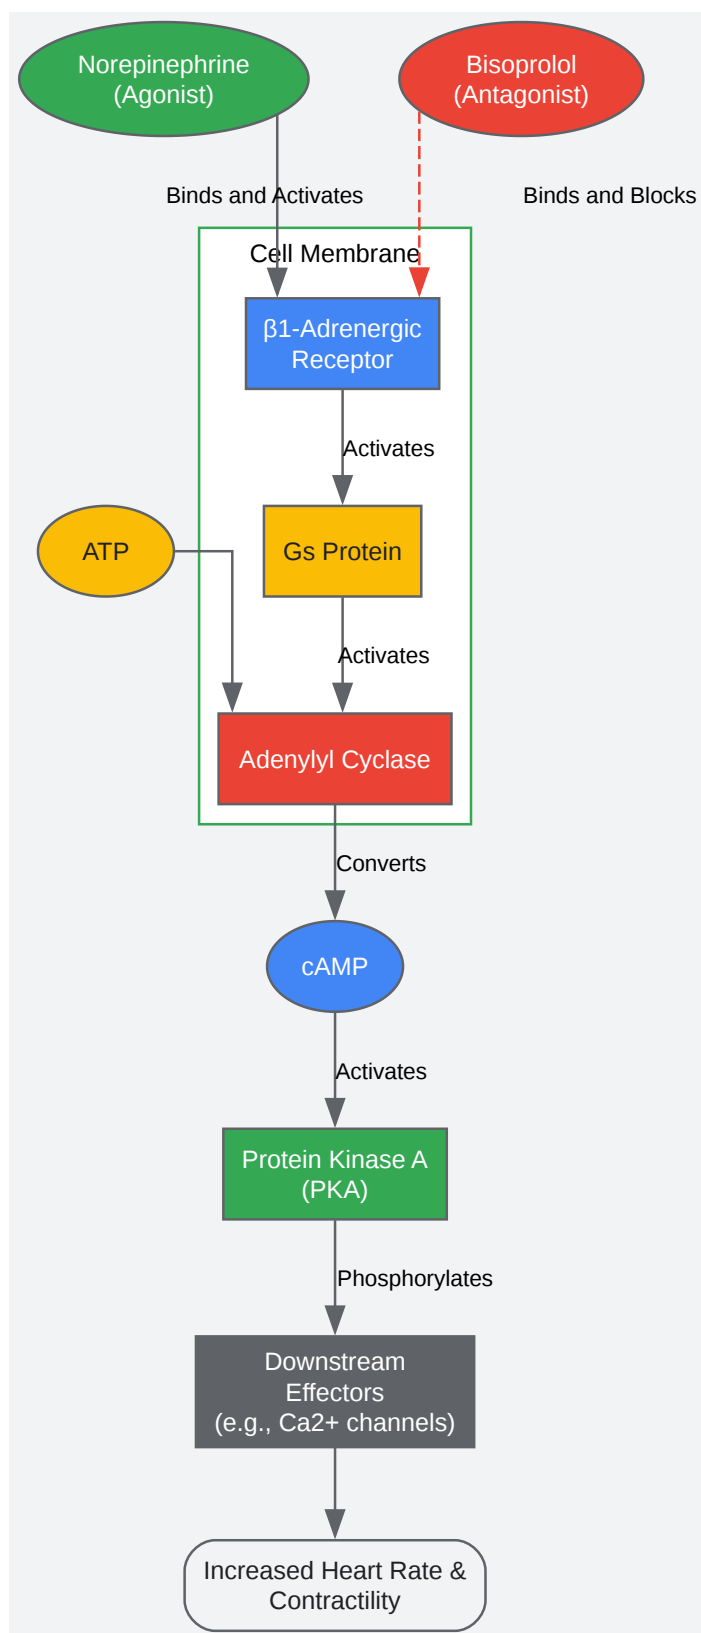 Norepinephrine
(Agonist)
Bisoprolol
(Antagonist)
Binds and Activates
Binds and Blocks
Cell Membrane
β1-Adrenergic
Receptor
Activates
ATP
Gs Protein
Activates
Adenylyl Cyclase
Converts
cAMP
Activates
Protein Kinase A
(PKA)
Phosphorylates
Downstream
Effectors
(e.g., Ca2+ channels)
Increased Heart Rate &
Contractility